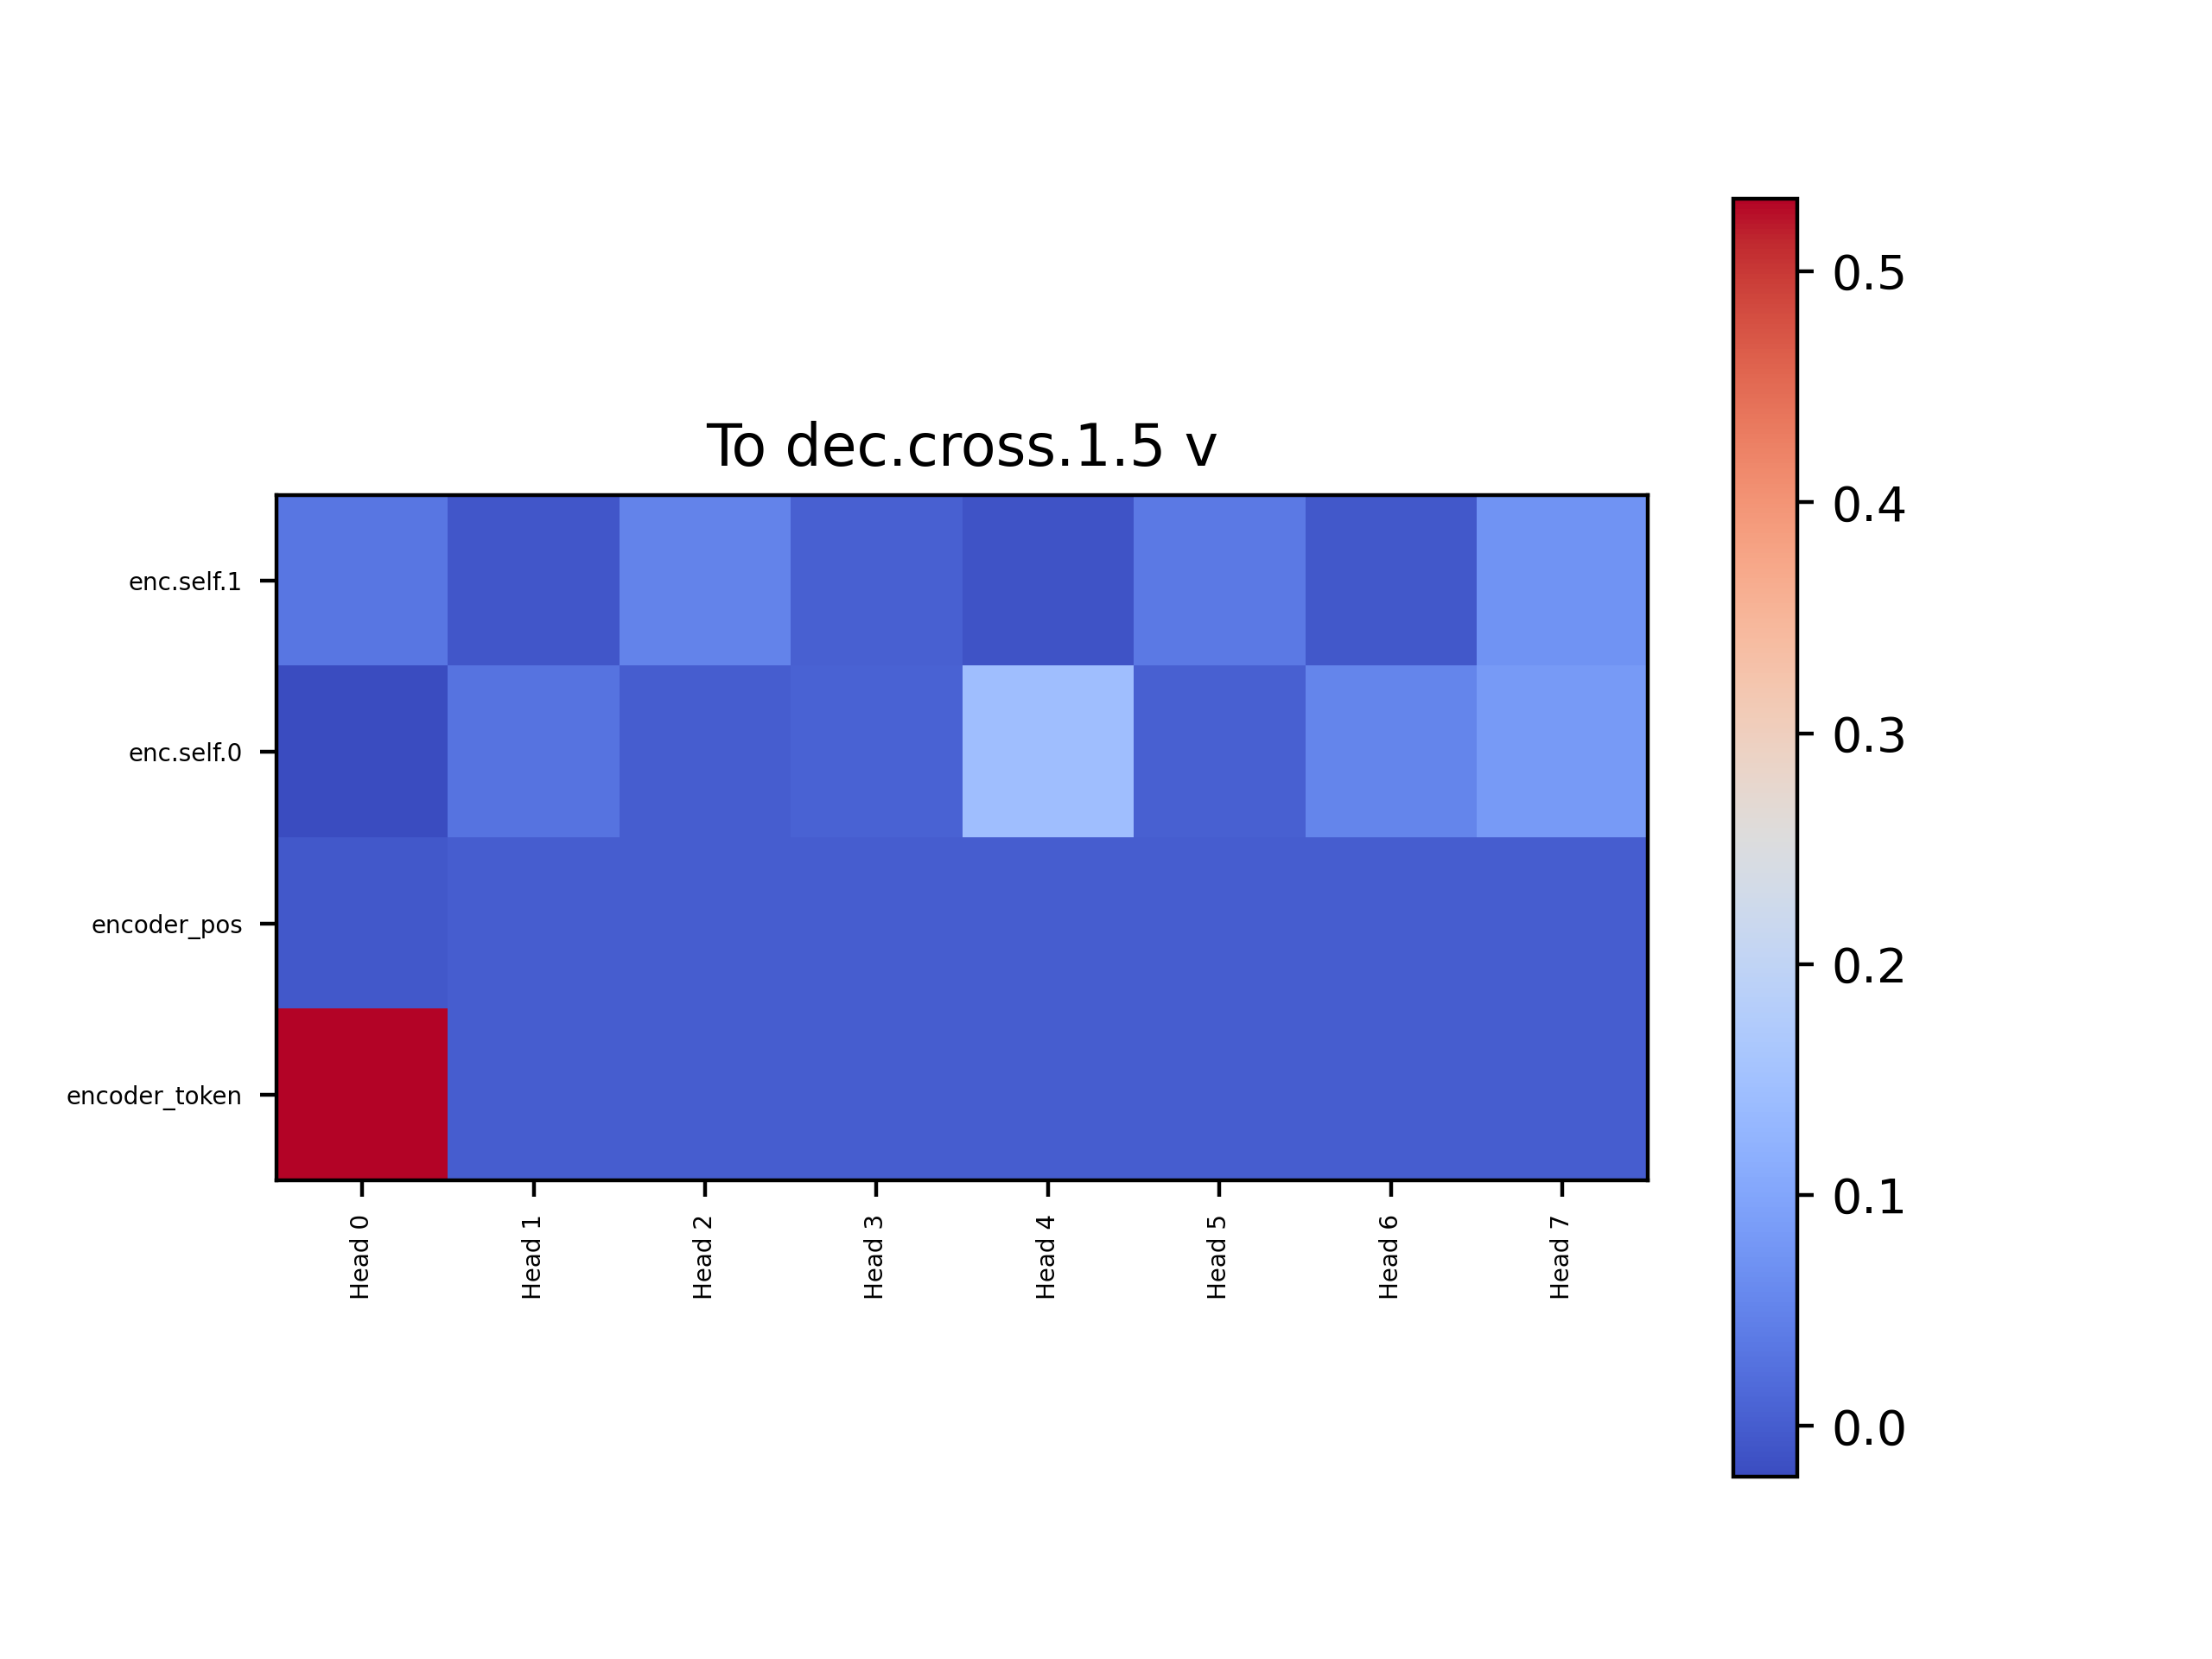 To dec.cross.1.5 v
enc.self.1
enc.self.0
encoder_pos
encoder_token
Head 0
Head 1
Head 2
Head 3
Head 4
Head 5
Head 6
Head 7
0.5
0.4
0.3
0.2
0.1
0.0